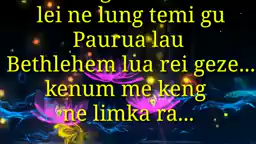 lei ne lung temi gu
Paurua lau
Bethlehem lua rei geze...
kenum me keng
ne limka ra...